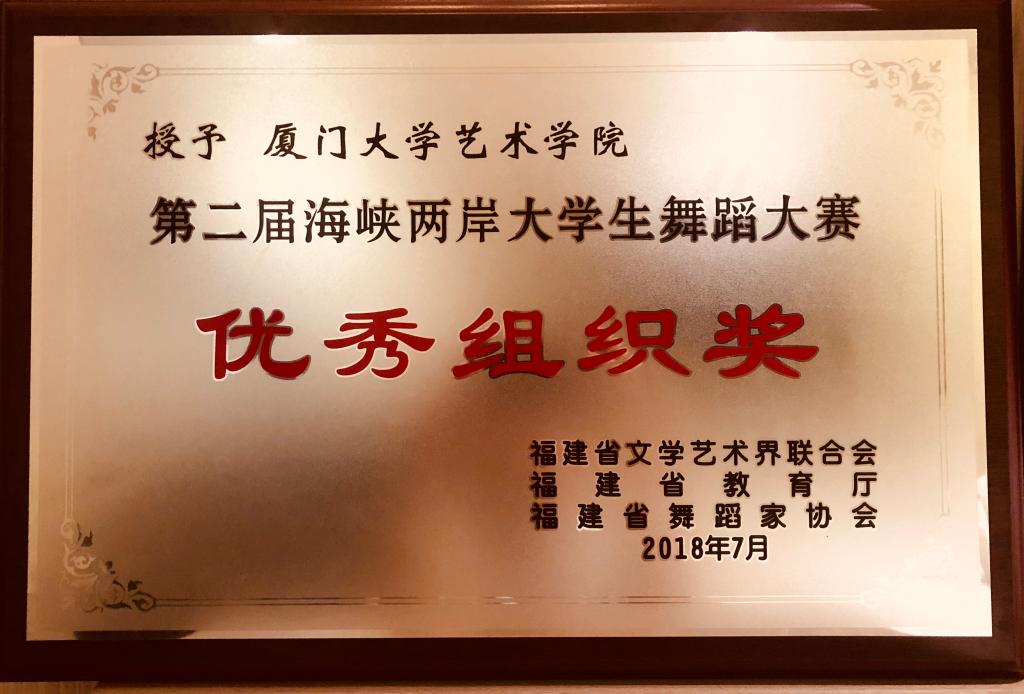 授予 厦门大学艺术学院
第二届海峡两岸大学生舞蹈大赛
优秀组织奖
福建省文学艺术界联合会
福建省教育厅
福建省舞蹈家协会
2018年7月